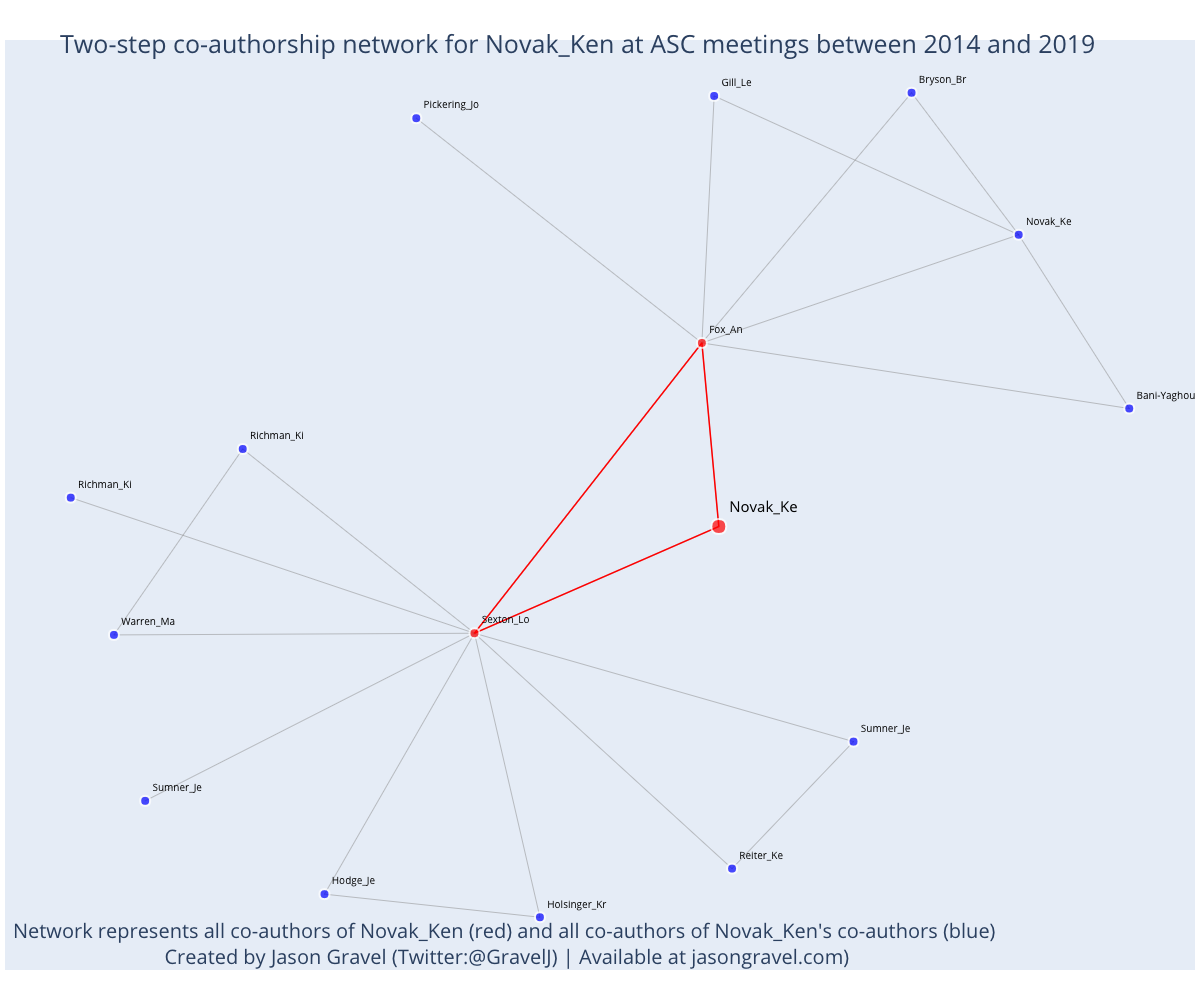 Two-step co-authorship network for Novak_Ken at ASC meetings between 2014 and 2019
Gill_Le
Bryson_Br
Pickering_Jo
Novak_Ke
Fox_An
Bani-Yaghou
Richman_Ki
Richman_Ki
Novak_Ke
Warren_Ma
Sexton_Lo
Sumner_Je
Sumner_Je
Reiter_Ke
Hodge_Je
Holsinger_Kr
Network represents all co-authors of Novak_Ken (red) and all co-authors of Novak_Ken's co-authors (blue)
Created by Jason Gravel (Twitter:@GravelJ) | Available at jasongravel.com)